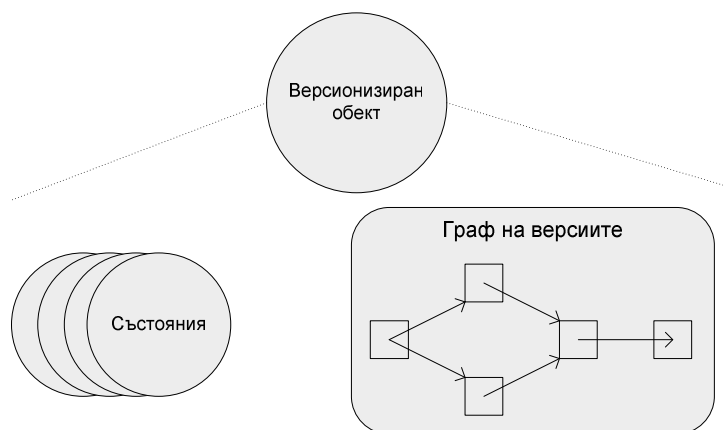 Версионизиран
обект
Граф на версиите
Състояния